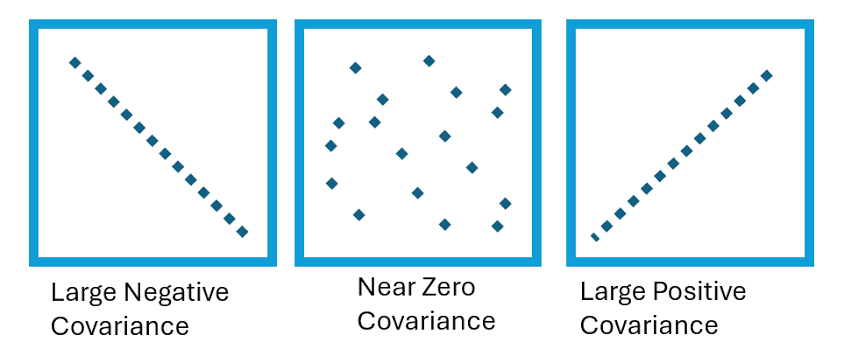 Large Negative
Covariance
Near Zero
Covariance
Large Positive
Covariance